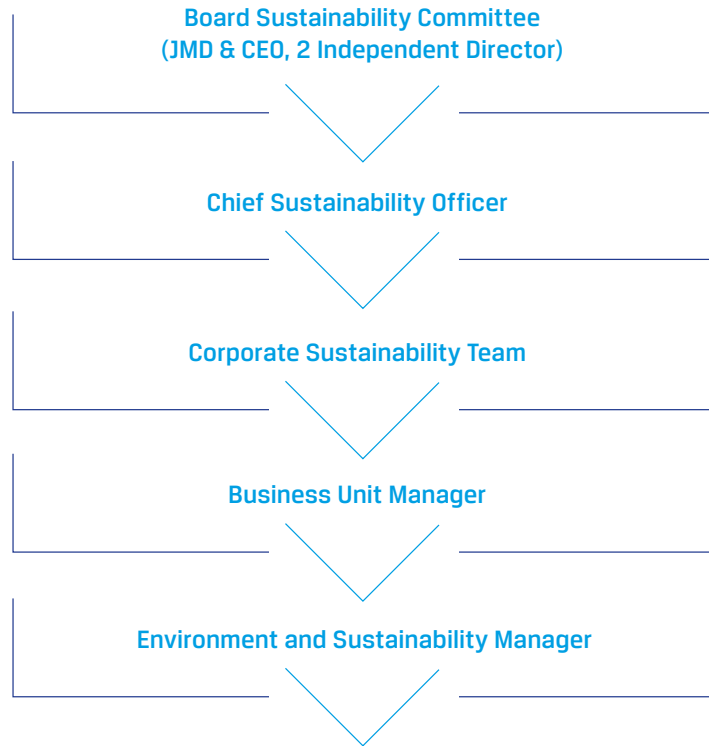 Board Sustainability Committee
(JMD & CEO, 2 Independent Director)
Chief Sustainability Officer
Corporate Sustainability Team
Business Unit Manager
Environment and Sustainability Manager